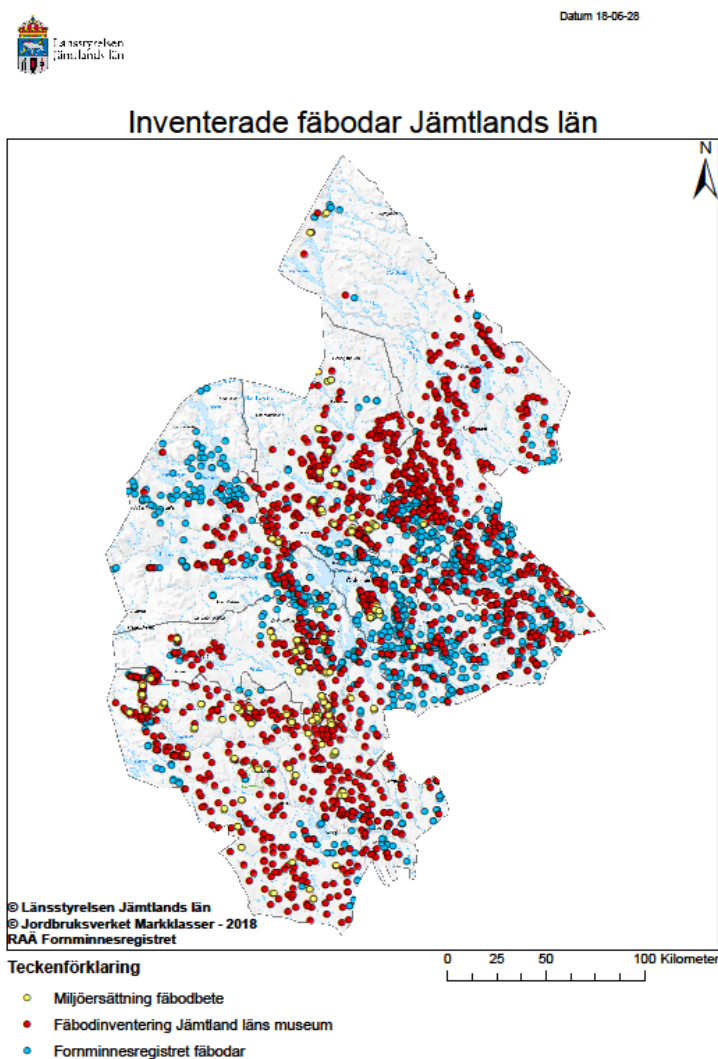 Datum 18-06-28
Länsstyrelsen
Jämtlands län
Inventerade fäbodar Jämtlands län
N
© Länsstyrelsen Jämtlands län
© Jordbruksverket Markklasser - 2018
RAÄ Fornminnesregistret
Teckenförklaring
0 25 50 100 Kilometer
Miljöersättning fäbodbete
Fäbodinventering Jämtland läns museum
Fornminnesregistret fäbodar